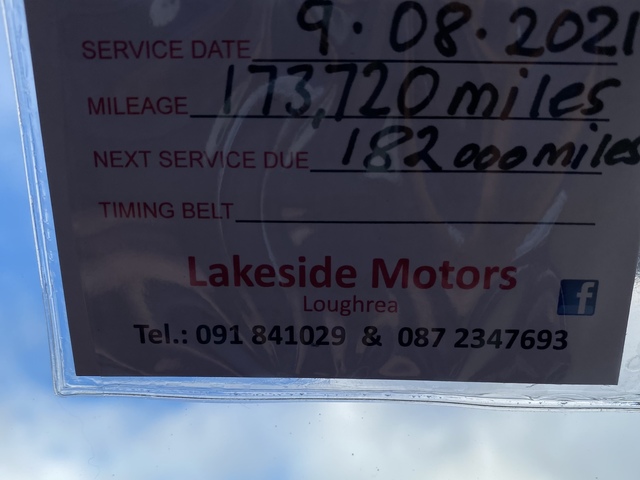 SERVICE DATE 9.08.2021
MILEAGE 173,720 miles
NEXT SERVICE DUE 182 000 miles
TIMING BELT
Lakeside Motors
Loughrea
f
Tel.: 091 841029 & 087 2347693